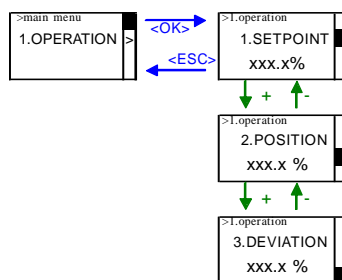 >main menu
1.OPERATION >
<OK>
<ESC>
>1.operation
1.SETPOINT
xxx.x%
+ -
>1.operation
2.POSITION
xxx.x %
+ -
>1.operation
3.DEVIATION
xxx.x %